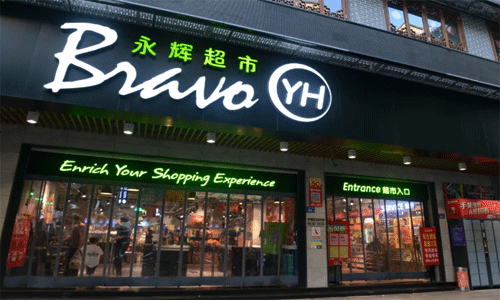 永辉超市
Bravo YH
Enrich Your Shopping Experience
Entrance 超市入口